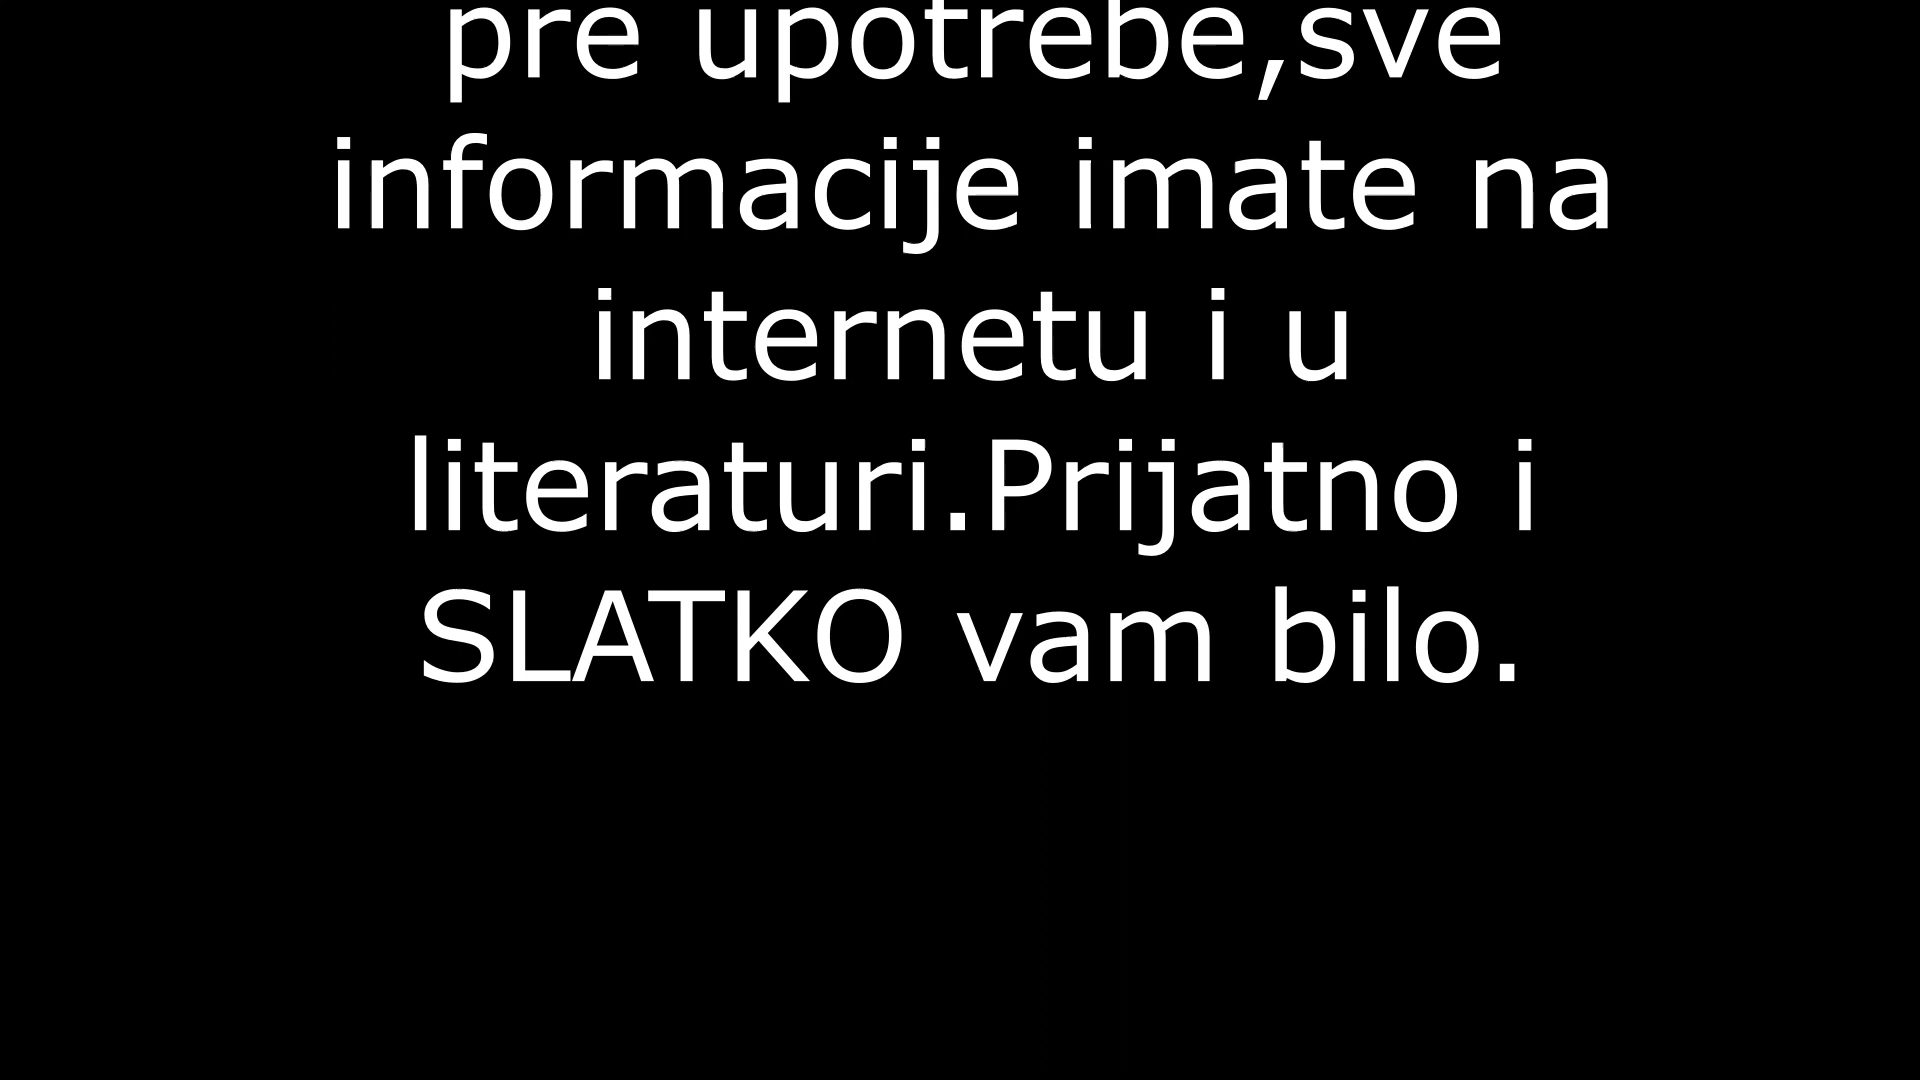 pre upotrebe,sve
informacije imate na
internetu i u
literaturi.Prijatno i
SLATKO vam bilo.